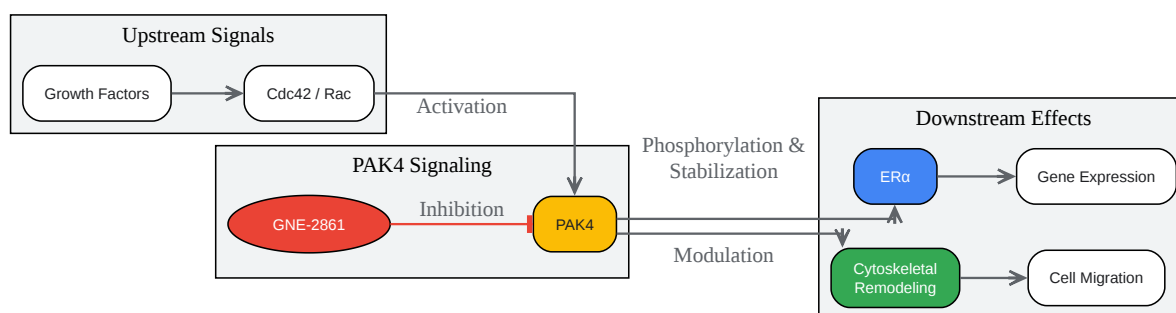 Upstream Signals
Growth Factors
Cdc42 / Rac
Activation
PAK4 Signaling
GNE-2861
Inhibition
PAK4
Phosphorylation &
Stabilization
Modulation
Downstream Effects
ERα
Gene Expression
Cytoskeletal
Remodeling
Cell Migration